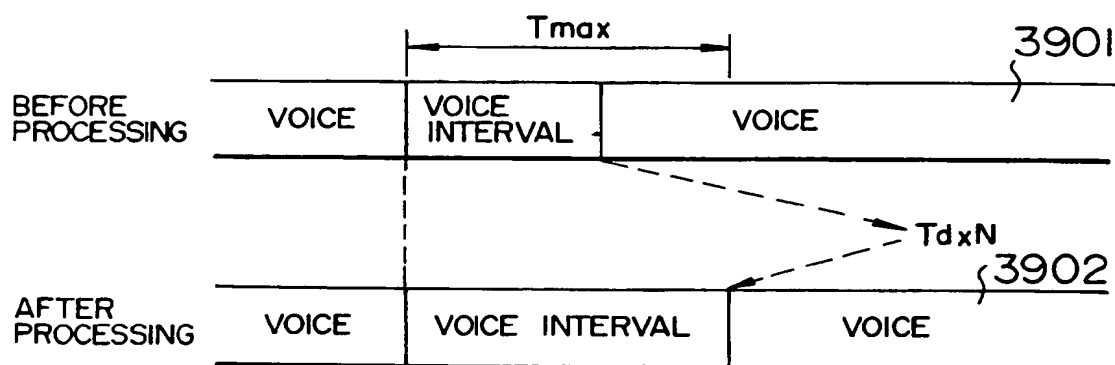 Tmax
3901
BEFORE
PROCESSING
VOICE
VOICE
INTERVAL
VOICE
TdxN
3902
AFTER
PROCESSING
VOICE
VOICE INTERVAL
VOICE